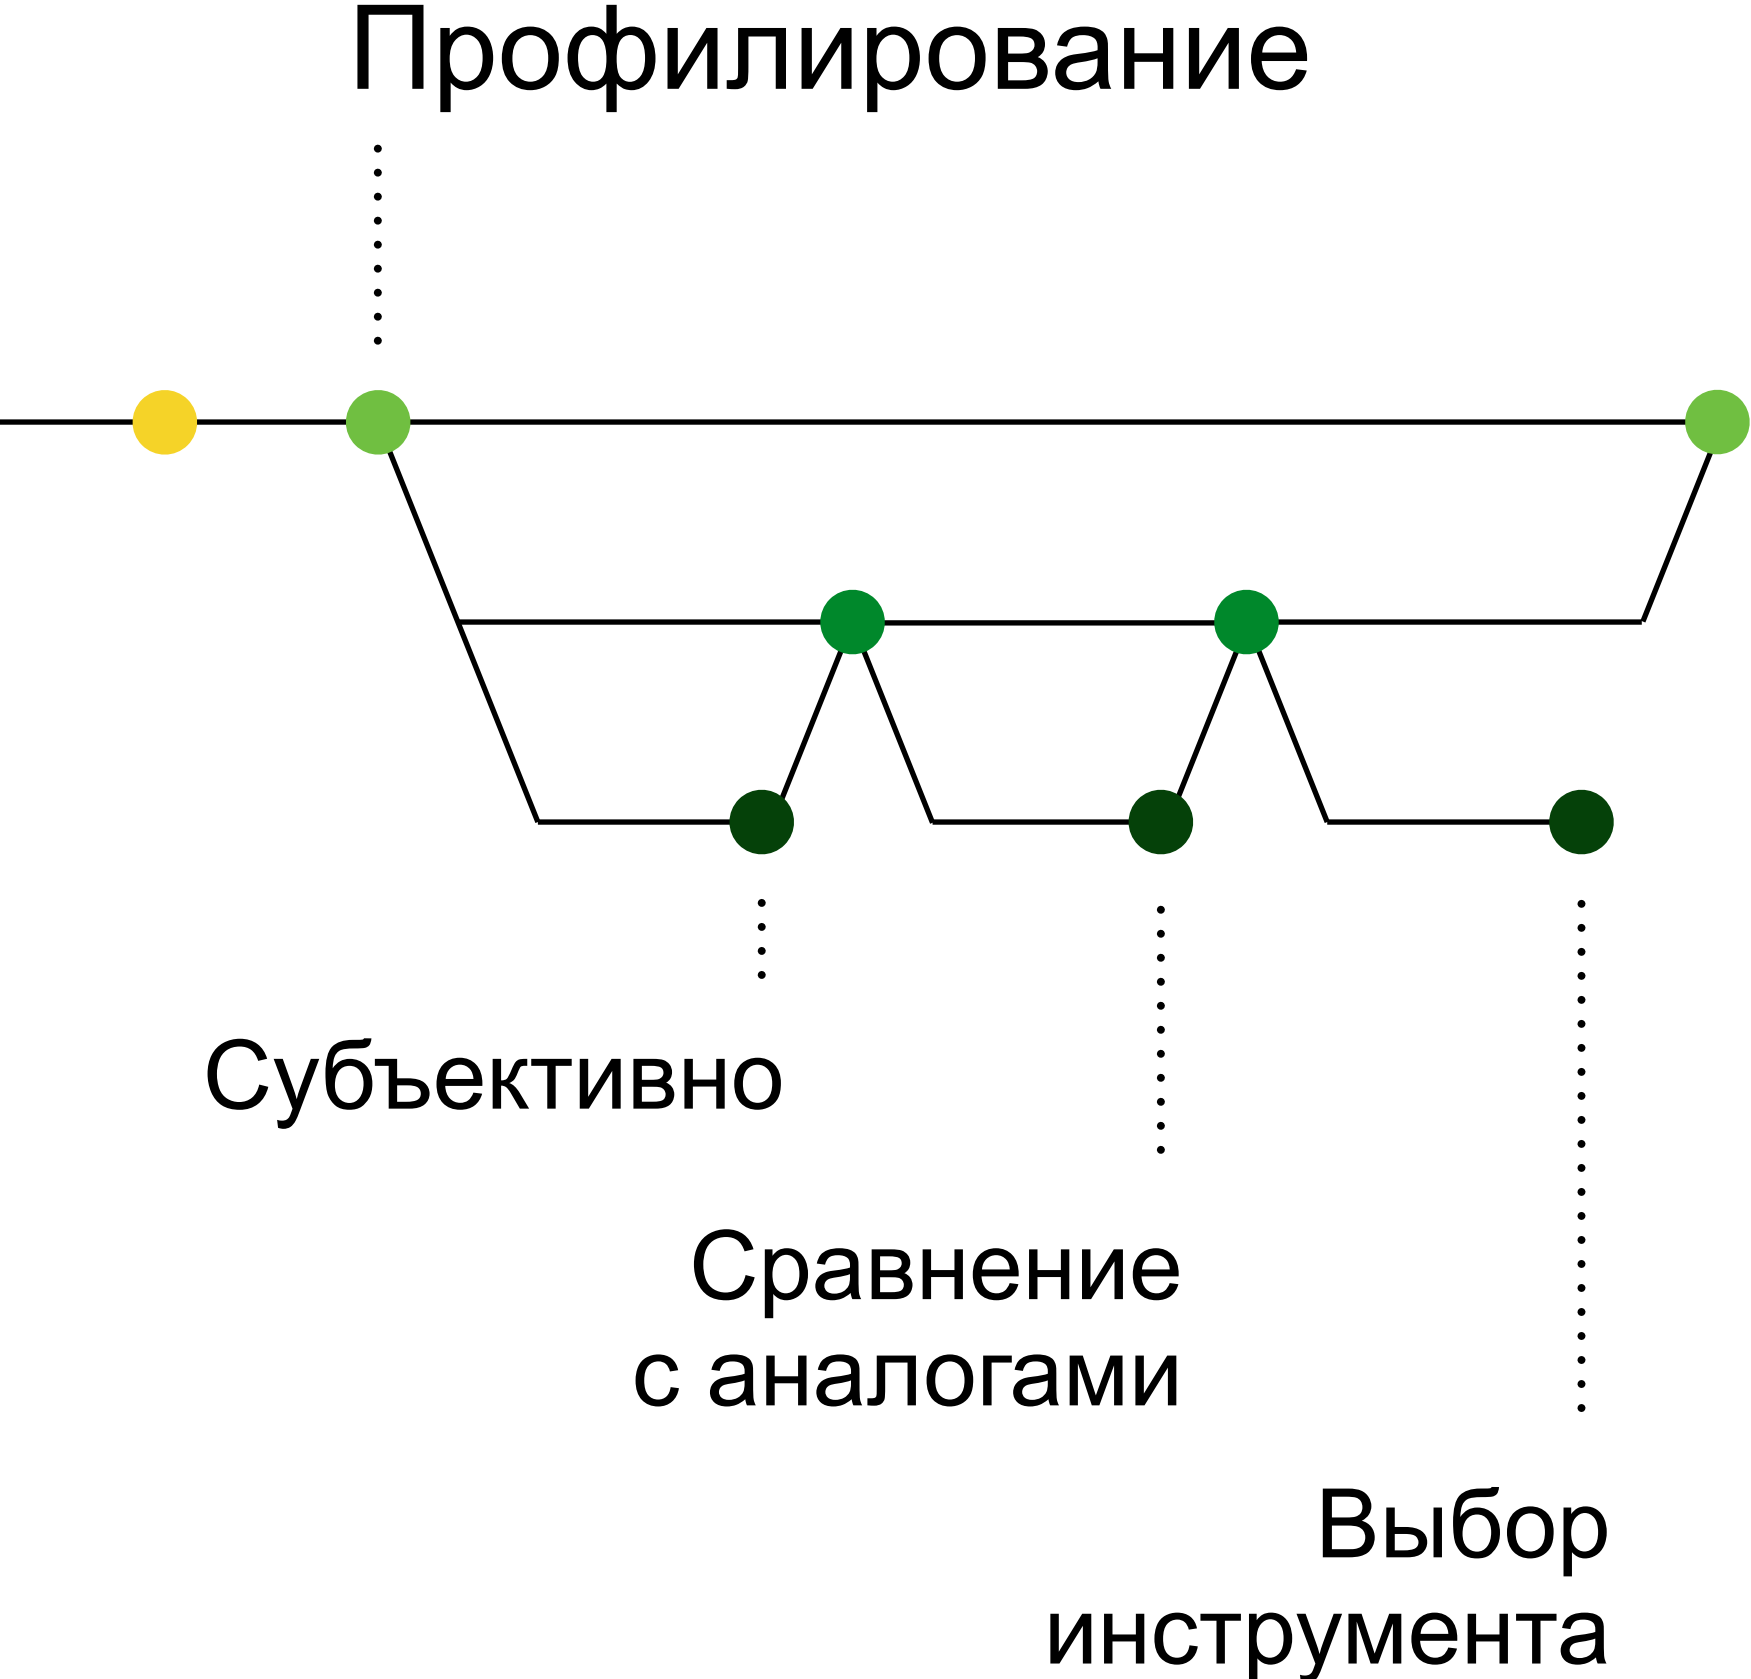 Профилирование
Субъективно
Сравнение
с аналогами
Выбор
инструмента